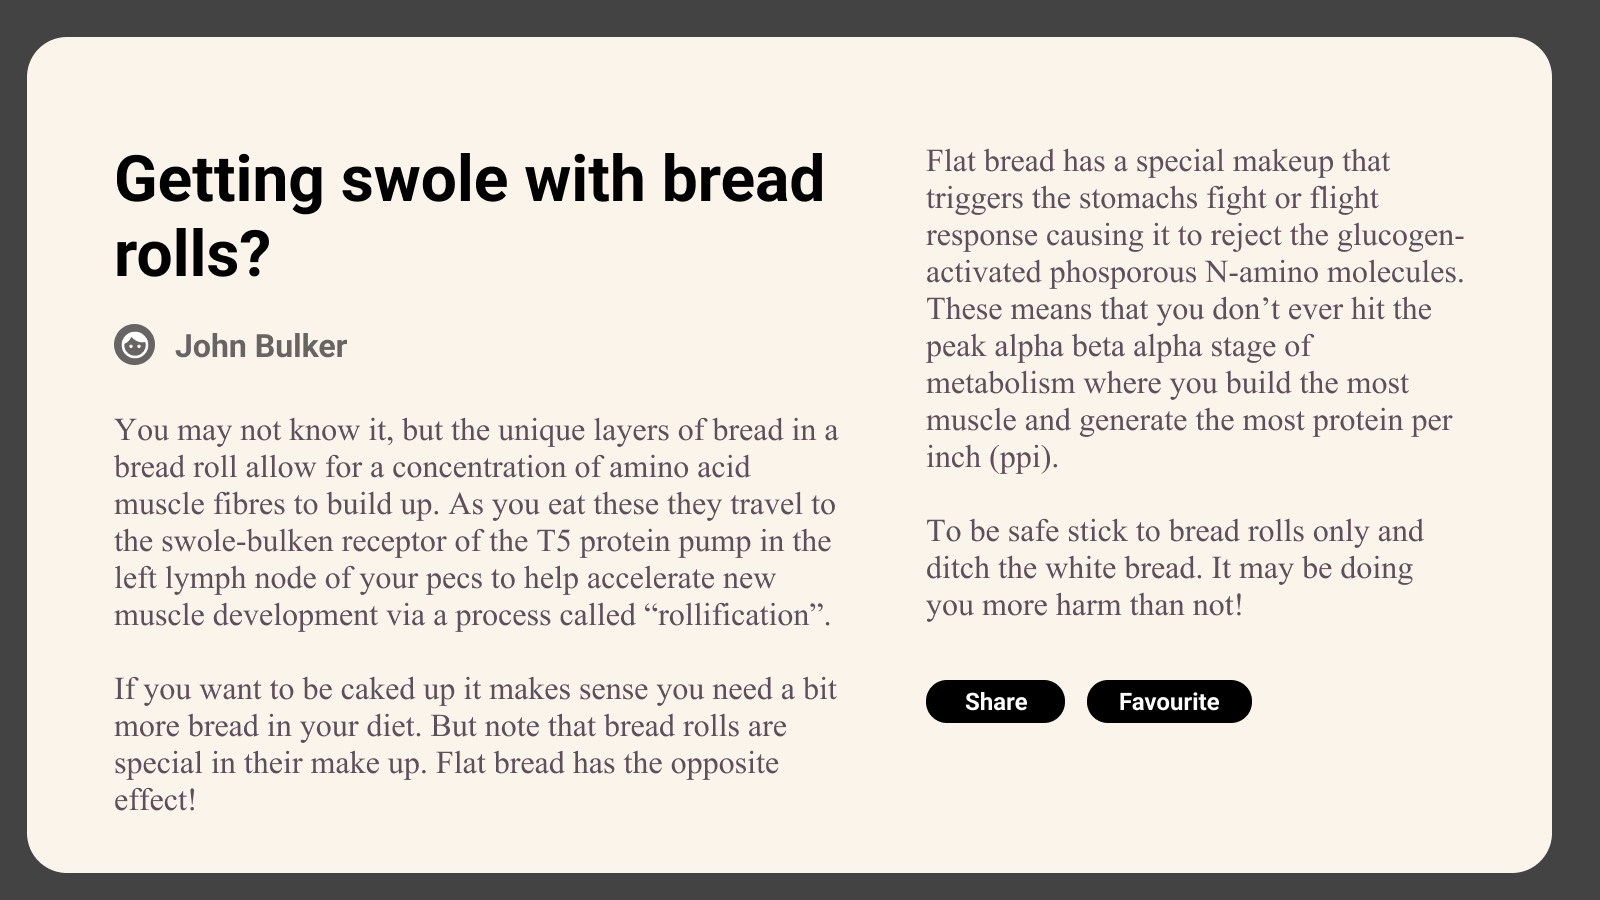 Getting swole with bread
rolls?
John Bulker
You may not know it, but the unique layers of bread in a
bread roll allow for a concentration of amino acid
muscle fibres to build up. As you eat these they travel to
the swole-bulken receptor of the T5 protein pump in the
left lymph node of your pecs to help accelerate new
muscle development via a process called “rollification”.
If you want to be caked up it makes sense you need a bit
more bread in your diet. But note that bread rolls are
special in their make up. Flat bread has the opposite
effect!
Flat bread has a special makeup that
triggers the stomachs fight or flight
response causing it to reject the glucogen-
activated phosporous N-amino molecules.
These means that you don’t ever hit the
peak alpha beta alpha stage of
metabolism where you build the most
muscle and generate the most protein per
inch (ppi).
To be safe stick to bread rolls only and
ditch the white bread. It may be doing
you more harm than not!
Share
Favourite